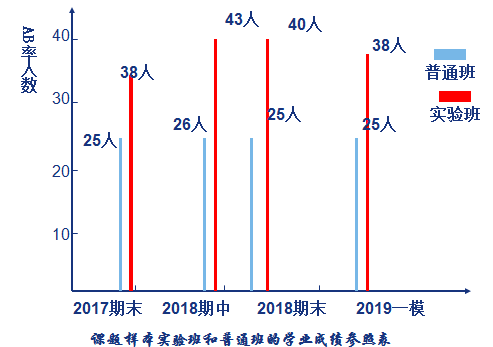 AB率人数
40
30
20
10
25人
38人
26人
43人
25人
40人
25人
38人
普通班
实验班
2017期末
2018期中
2018期末
2019一模
课题样本实验班和普通班的学业成绩参照表